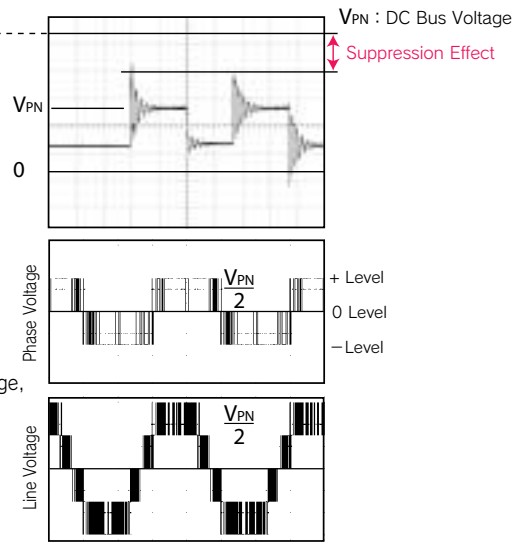 VPN : DC Bus Voltage
Suppression Effect
VPN
0
Phase Voltage
VPN
2
+ Level
0 Level
−Level
ge,
Line Voltage
VPN
2